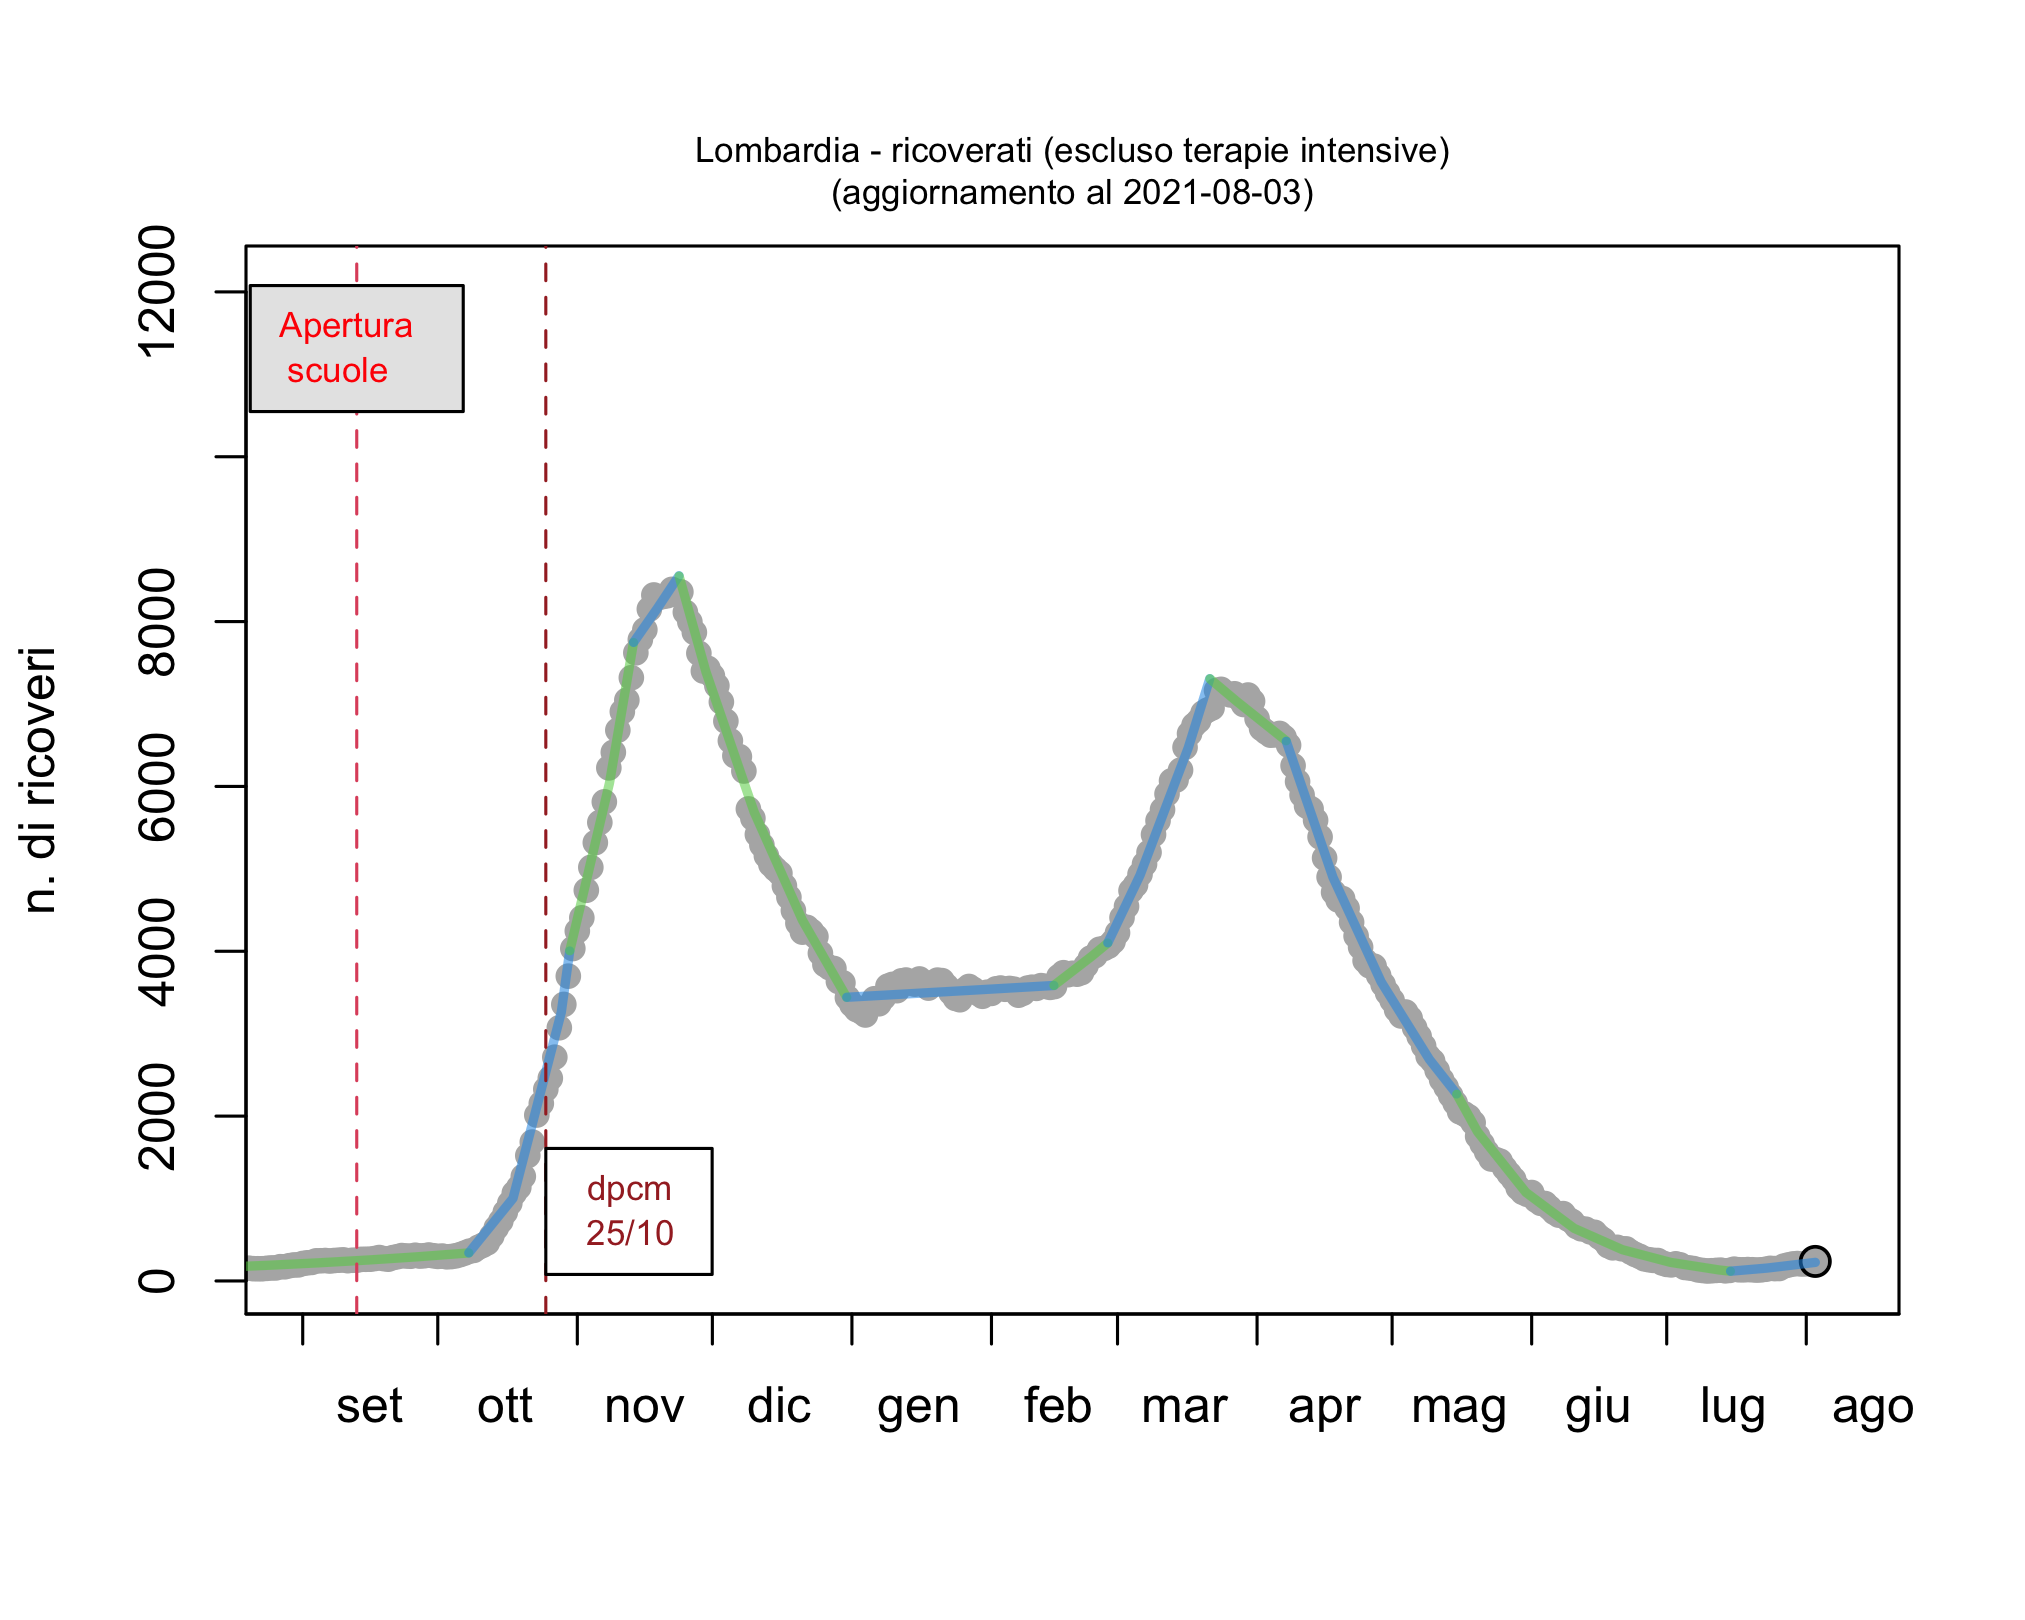 Lombardia - ricoverati (escluso terapie intensive)
(aggiornamento al 2021-08-03)
n. di ricoveri
12000
8000
6000
4000
2000
0
Apertura
scuole
dpcm
25/10
set ott nov dic gen feb mar apr mag giu lug ago